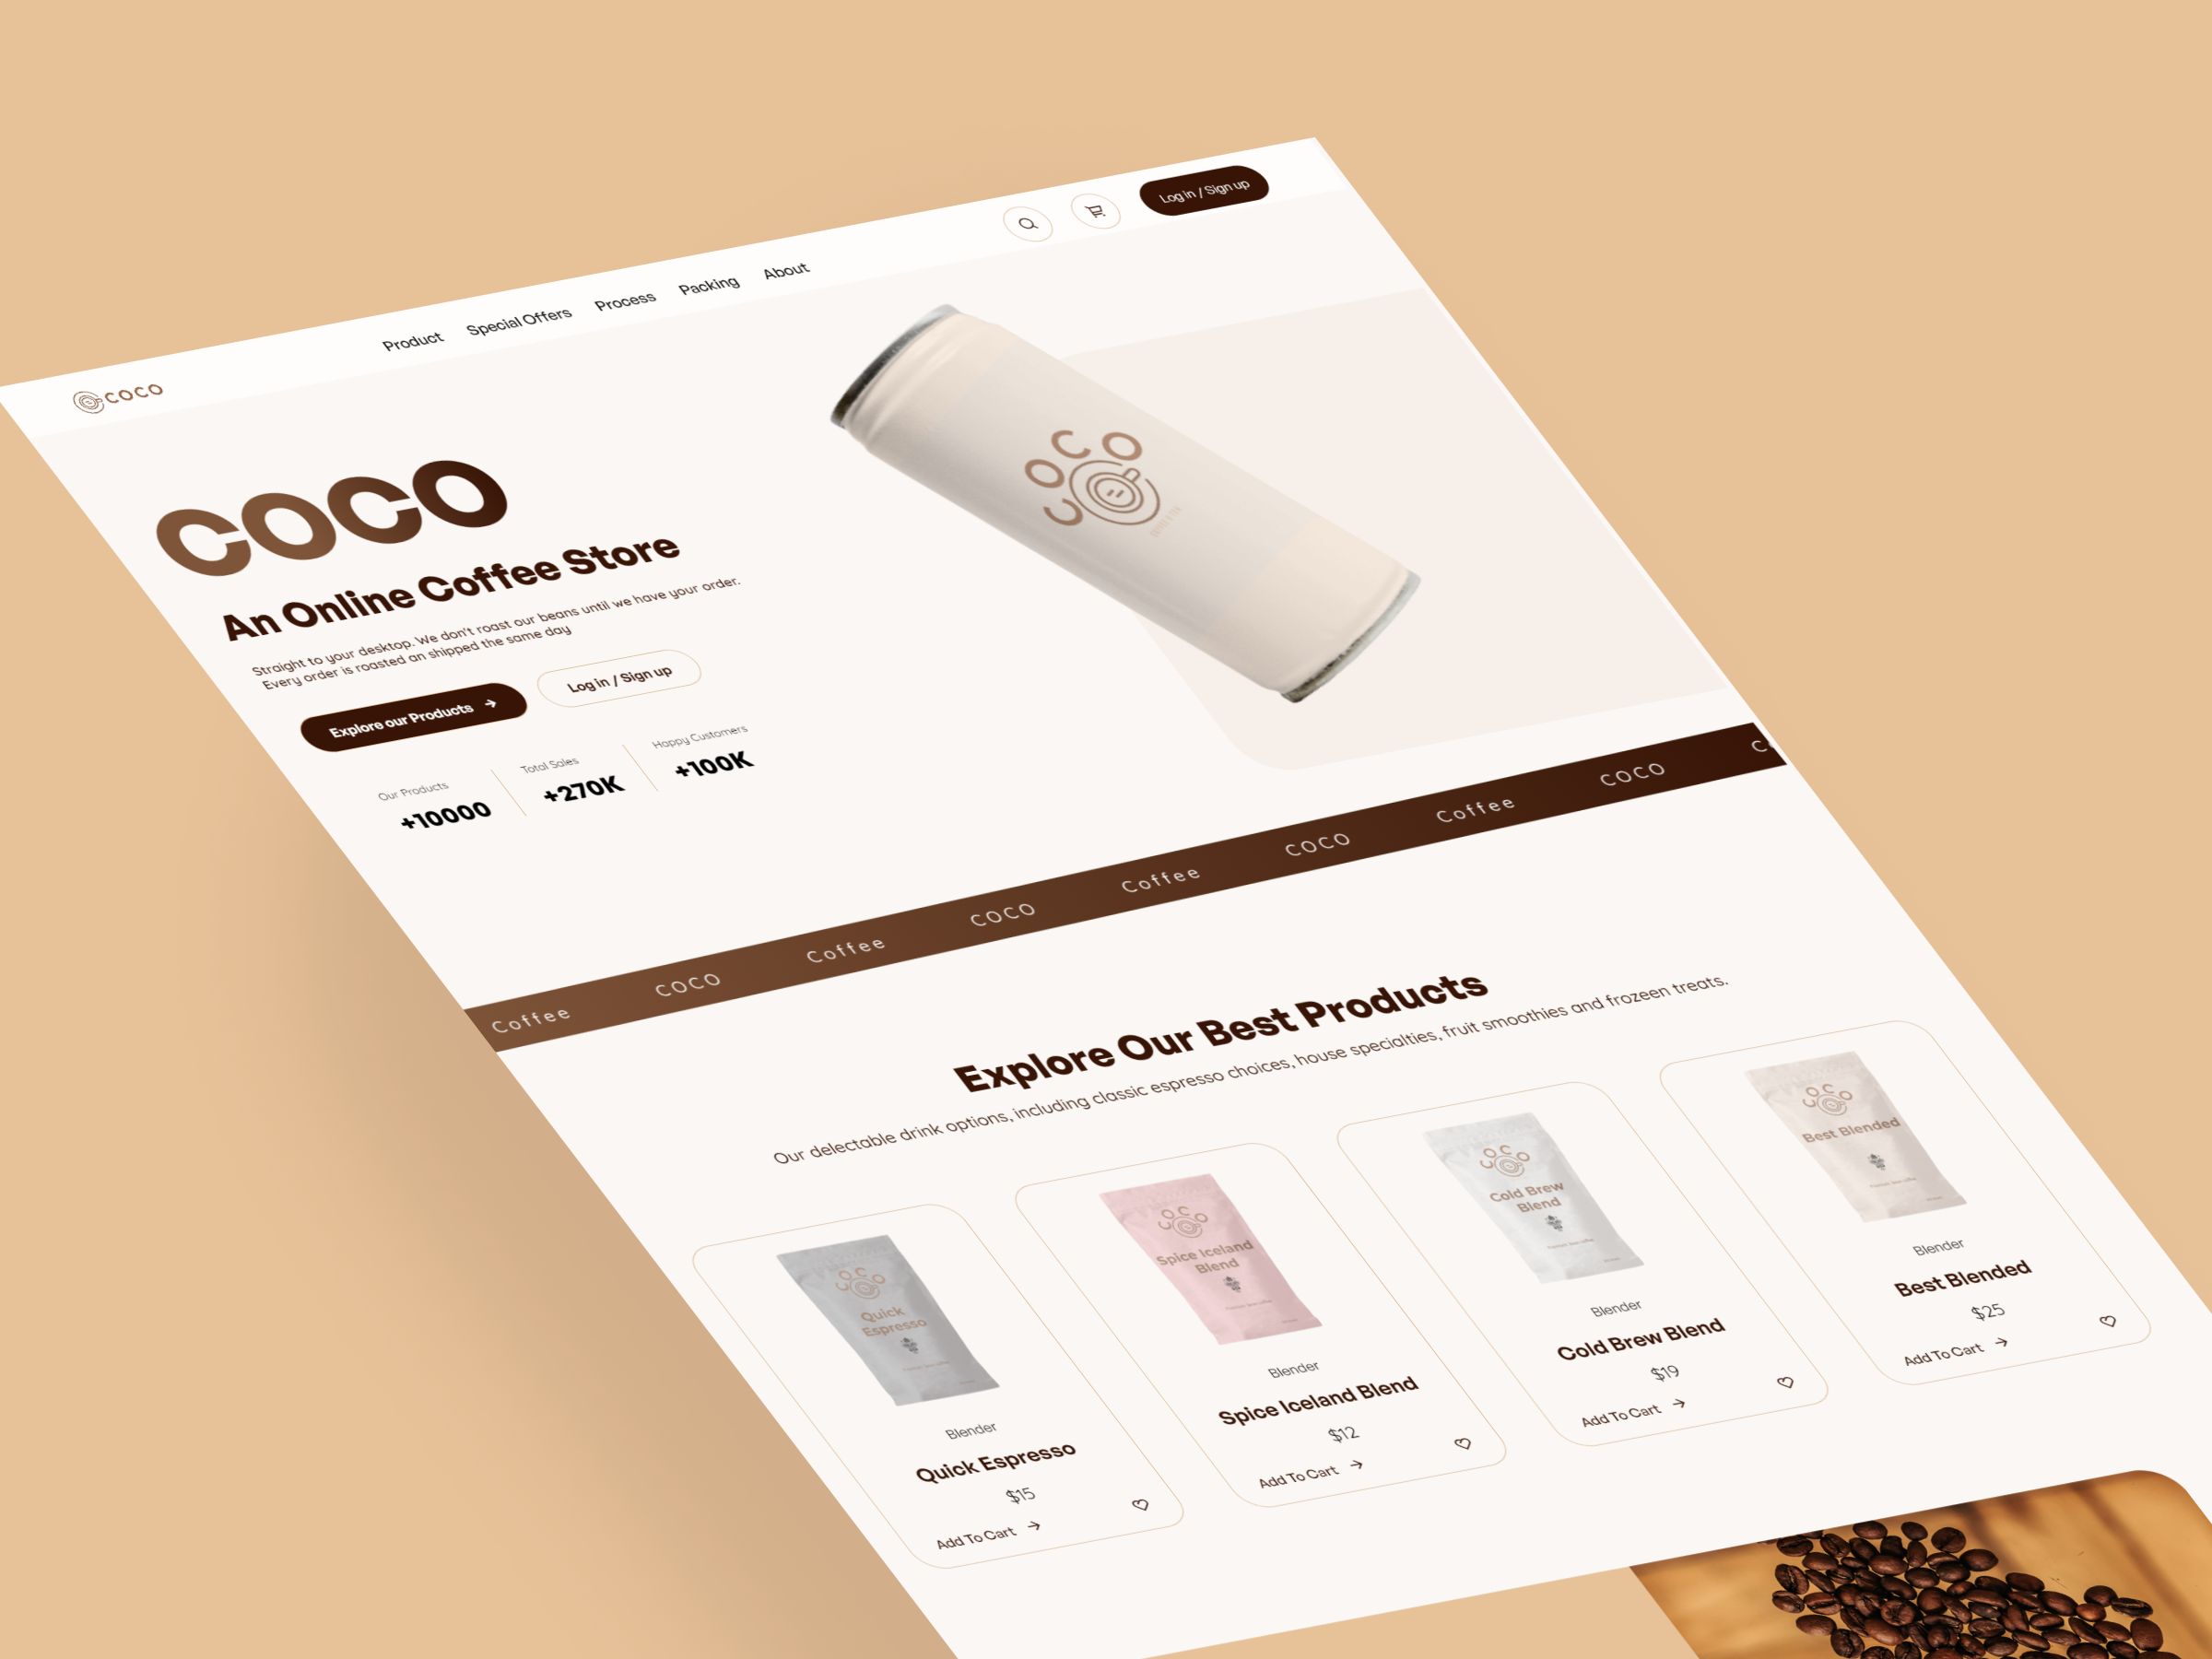 COCO
Product Special Offers Process Packing About
Log in / Sign up
COCO
An Online Coffee Store
Straight to your desktop. We don't roast our beans until we have your order.
Every order is roasted an shipped the same day
Explore our Products
Log in / Sign up
Our Products
+10000
Total Sales
+270K
Happy Customers
+100K
COCO
Coffee COCO Coffee COCO Coffee COCO Coffee COCO
Explore Our Best Products
Our delectable drink options, including classic espresso choices, house specialties, fruit smoothies and frozeen treats.
COCO
Quick
Espresso
Blender
Quick Espresso
$15
Add To Cart
COCO
Spice Iceland
Blend
Blender
Spice Iceland Blend
$12
Add To Cart
COCO
Cold Brew
Blend
Blender
Cold Brew Blend
$19
Add To Cart
COCO
Best Blended
Blender
Best Blended
$25
Add To Cart